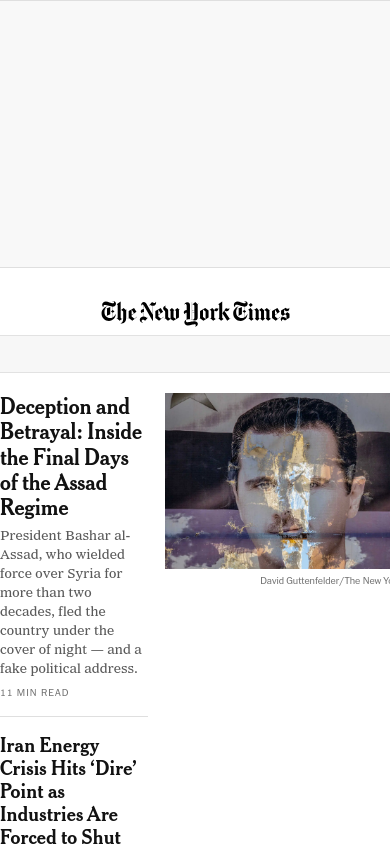 The New York Times
Deception and
Betrayal: Inside
the Final Days
of the Assad
Regime
President Bashar al-
Assad, who wielded
force over Syria for
more than two
decades, fled the
country under the
cover of night — and a
fake political address.
11 MIN READ
David Guttenfelder/The New Yo
Iran Energy
Crisis Hits ‘Dire’
Point as
Industries Are
Forced to Shut